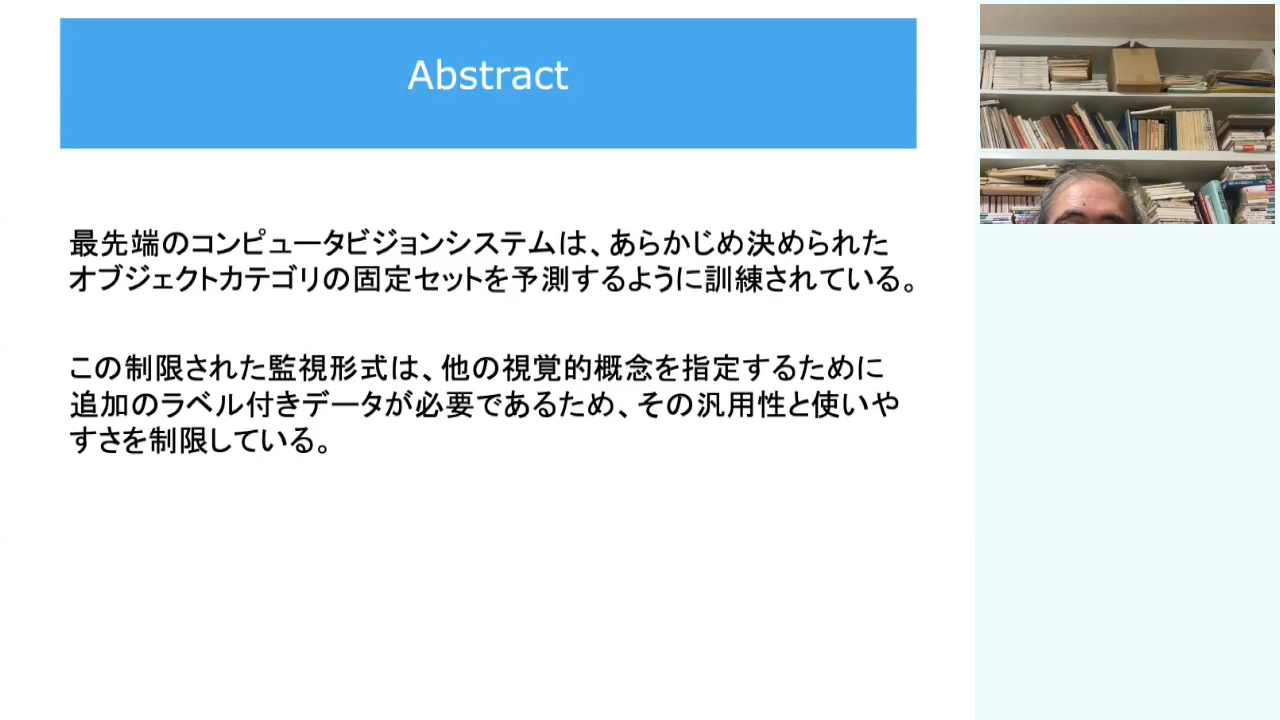 Abstract
最先端のコンピュータビジョンシステムは、あらかじめ決められた
オブジェクトカテゴリの固定セットを予測するように訓練されている。
この制限された監視形式は、他の視覚的概念を指定するために
追加のラベル付きデータが必要であるため、その汎用性と使いや
すさを制限している。